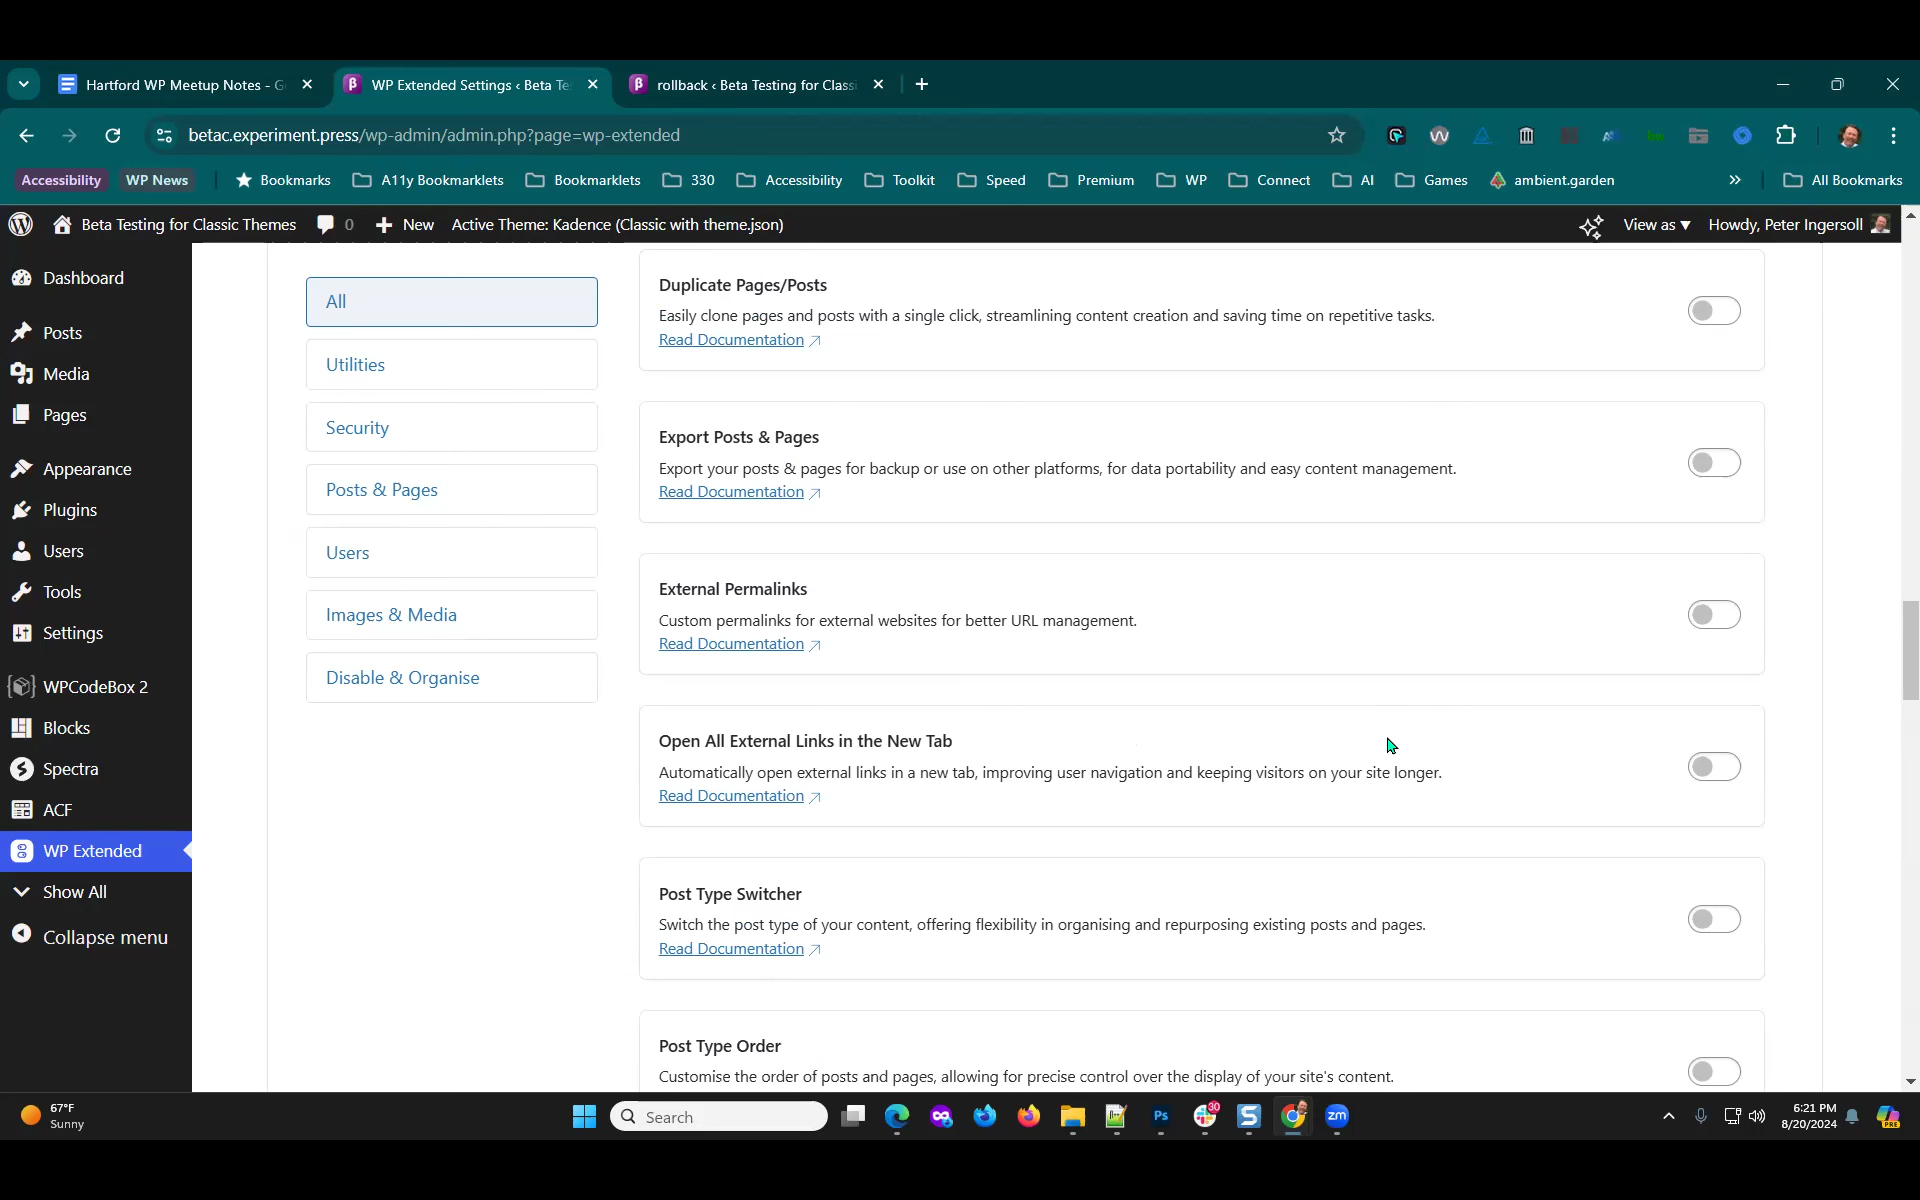 Hartford WP Meetup Notes - G
WP Extended Settings ‹ Beta Te
rollback ‹ Beta Testing for Class
betac.experiment.press/wp-admin/admin.php?page=wp-extended
Accessibility
WP News
Bookmarks
A11y Bookmarklets
Bookmarklets
330
Accessibility
Toolkit
Speed
Premium
WP
Connect
AI
Games
ambient.garden
»
All Bookmarks
Beta Testing for Classic Themes
0
New
Active Theme: Kadence (Classic with theme.json)
View as ▼
Howdy, Peter Ingersoll
Dashboard
Posts
Media
Pages
Appearance
Plugins
Users
Tools
Settings
WPCodeBox 2
Blocks
Spectra
ACF
WP Extended
Show All
Collapse menu
All
Utilities
Security
Posts & Pages
Users
Images & Media
Disable & Organise
Duplicate Pages/Posts
Easily clone pages and posts with a single click, streamlining content creation and saving time on repetitive tasks.
Read Documentation
Export Posts & Pages
Export your posts & pages for backup or use on other platforms, for data portability and easy content management.
Read Documentation
External Permalinks
Custom permalinks for external websites for better URL management.
Read Documentation
Open All External Links in the New Tab
Automatically open external links in a new tab, improving user navigation and keeping visitors on your site longer.
Read Documentation
Post Type Switcher
Switch the post type of your content, offering flexibility in organising and repurposing existing posts and pages.
Read Documentation
Post Type Order
Customise the order of posts and pages, allowing for precise control over the display of your site's content.
67°F
Sunny
Search
Ps
30
S
zm
6:21 PM
8/20/2024
PRE